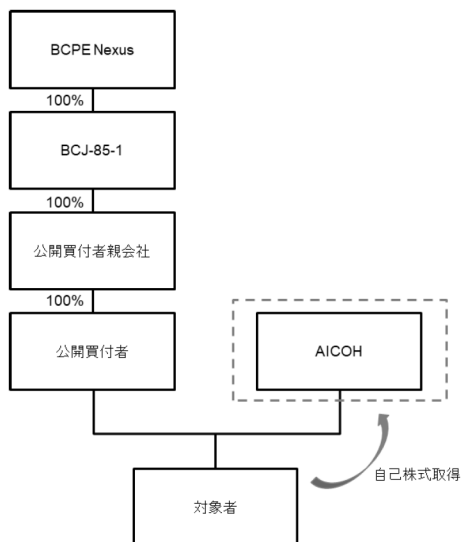 BCPE Nexus
100%
BCJ-85-1
100%
公開買付者親会社
100%
公開買付者
AICOH
自己株式取得
対象者